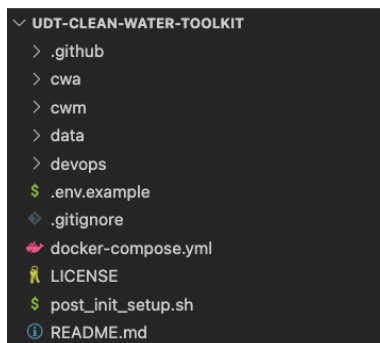 UDT-CLEAN-WATER-TOOLKIT
.github
cwa
cwm
data
devops
$ .env.example
.gitignore
docker-compose.yml
LICENSE
$ post_init_setup.sh
README.md